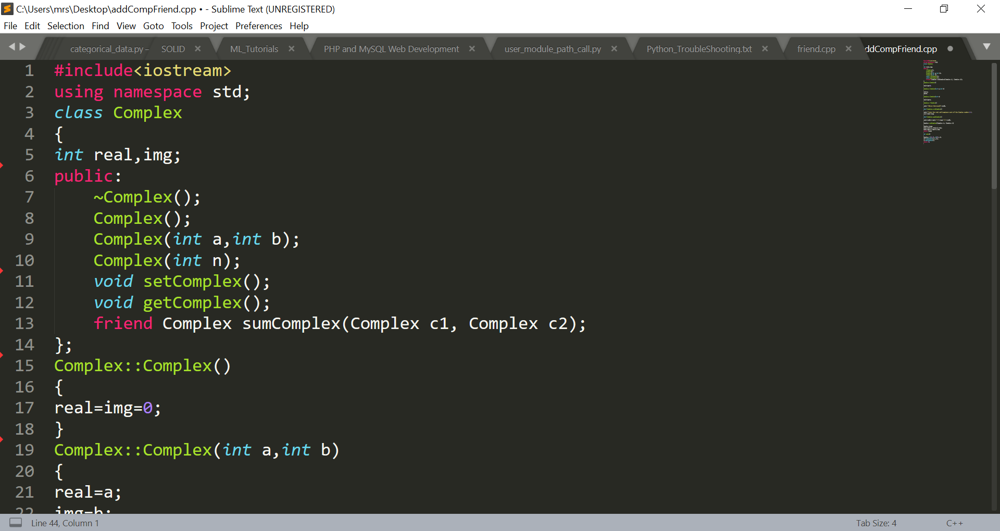 C:\Users\mrs\Desktop\addCompFriend.cpp • - Sublime Text (UNREGISTERED)
File Edit Selection Find View Goto Tools Project Preferences Help
categorical_data.py – SOLID × ML_Tutorials × PHP and MySQL Web Development × user_module_path_call.py × Python_TroubleShooting.txt × friend.cpp × ddCompFriend.cpp
1 #include<iostream>
2 using namespace std;
3 class Complex
4 {
5 int real,img;
6 public:
7     ~Complex();
8     Complex();
9     Complex(int a,int b);
10     Complex(int n);
11     void setComplex();
12     void getComplex();
13     friend Complex sumComplex(Complex c1, Complex c2);
14 };
15 Complex::Complex()
16 {
17 real=img=0;
18 }
19 Complex::Complex(int a,int b)
20 {
21 real=a;
22 img=b;
Line 44, Column 1 Tab Size: 4 C++